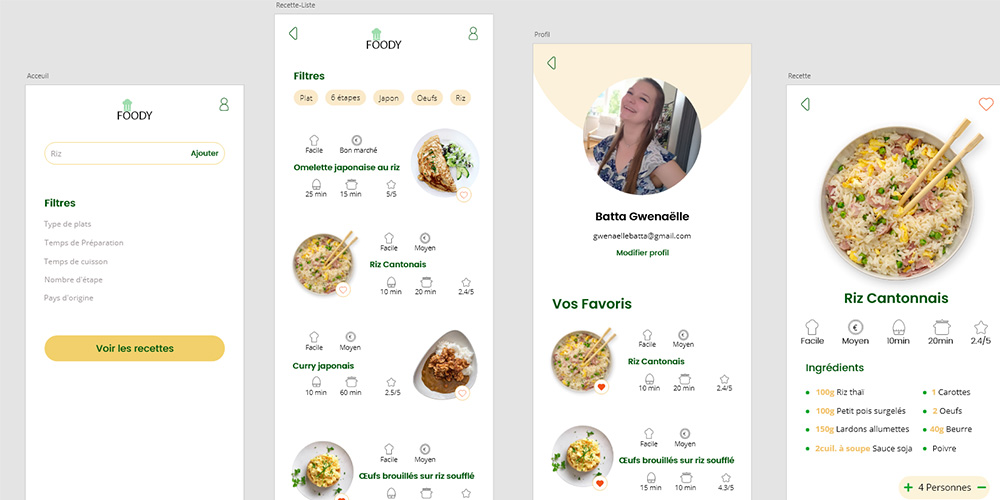 Acceuli
FOODY
Riz
Ajouter
Filtres
Type de plats
Temps de Préparation
Temps de cuisson
Nombre d'étape
Pays d'origine
Voir les recettes
Recette-Liste
FOODY
Filtres
Plat 6 étapes Japon Oeufs Riz
Facile Bon marché
Omelette japonaise au riz
25 min 15 min 5/5
Facile Moyen
Riz Cantonais
10 min 20 min 2.4/5
Facile Moyen
Curry japonais
10 min 60 min 2.5/5
Facile Moyen
Œufs brouillés sur riz soufflé
Profil
Batta Gwenaëlle
gwenaellebatta@gmail.com
Modifier profil
Vos Favoris
Facile Moyen
Riz Cantonais
10 min 20 min 2.4/5
Facile Moyen
Œufs brouillés sur riz soufflé
15 min 10 min 4.3/5
Recette
Riz Cantonnais
Facile Moyen 10min 20min 2.4/5
Ingrédients
100g Riz thaï
100g Petit pois surgelés
150g Lardons allumettes
2cuil. à soupe Sauce soja
1 Carottes
2 Oeufs
40g Beurre
Poivre
+ 4 Personnes −